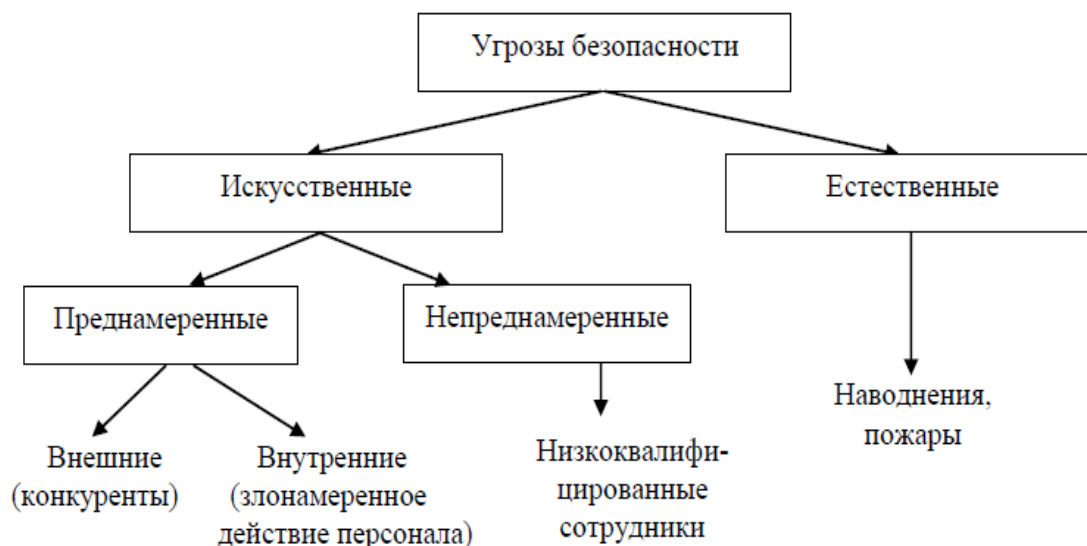 Угрозы безопасности
Искусственные
Естественные
Преднамеренные
Непреднамеренные
Внешние
(конкуренты)
Внутренние
(злонамеренное
действие персонала)
Низкоквалифи-
цированные
сотрудники
Наводнения,
пожары